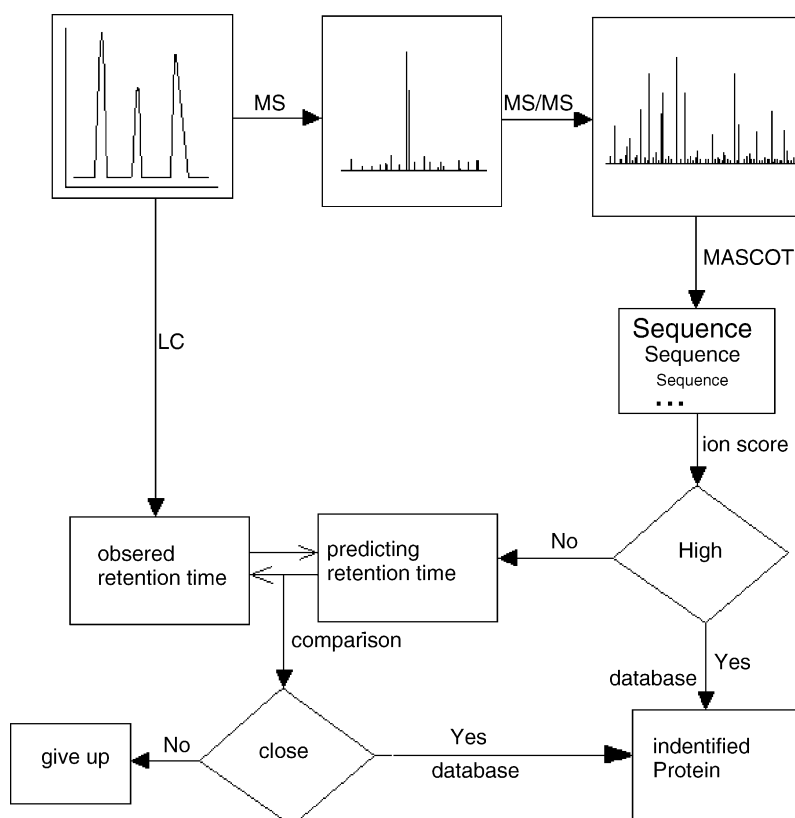 MS
MS/MS
MASCOT
LC
Sequence
Sequence
Sequence
...
ion score
obsered
retention time
predicting
retention time
No
High
comparison
Yes
database
give up
No
close
Yes
database
indentified
Protein